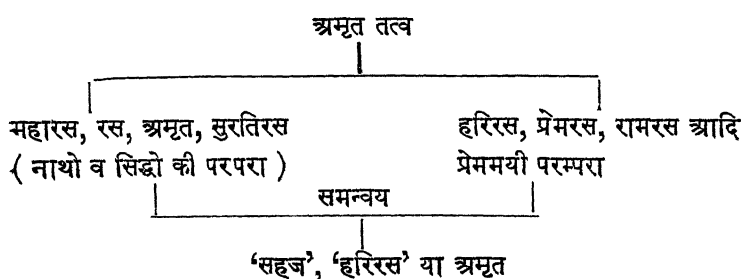 अमृत तत्व
महारस, रस, अमृत, सुरतिरस
( नाथो व सिद्धो की परपरा )
हरिरस, प्रेमरस, रामरस आदि
प्रेममयी परम्परा
समन्वय
‘सहज’, ‘हरिरस’ या अमृत